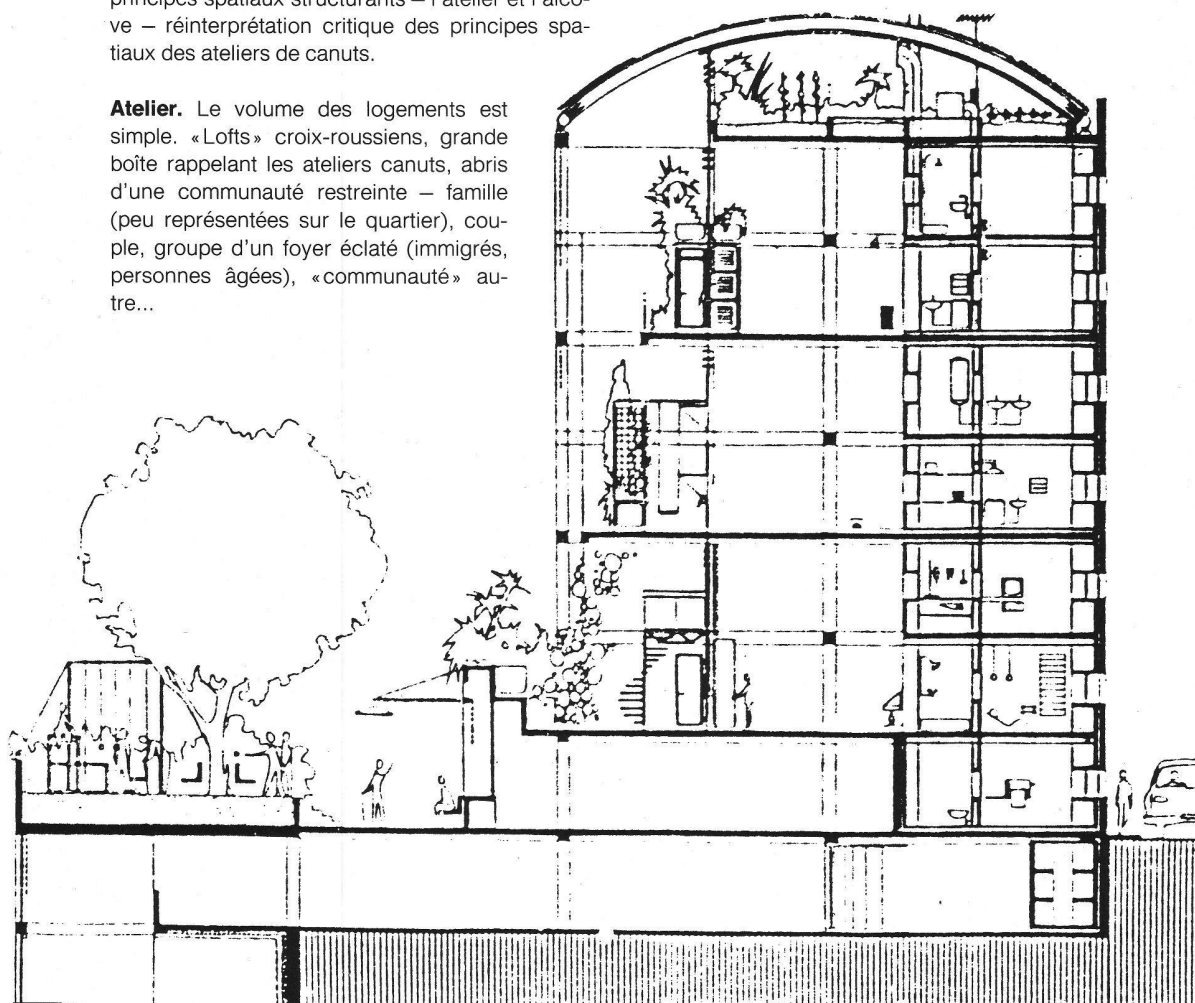 principes spatiaux structurants — l'atelier et l'alcô-
ve — réinterprétation critique des principes spa-
tiaux des ateliers de canuts.
Atelier. Le volume des logements est
simple. «Lofts» croix-roussiens, grande
boîte rappelant les ateliers canuts, abris
d'une communauté restreinte — famille
(peu représentées sur le quartier), cou-
ple, groupe d'un foyer éclaté (immigrés,
personnes âgées), «communauté» au-
tre...